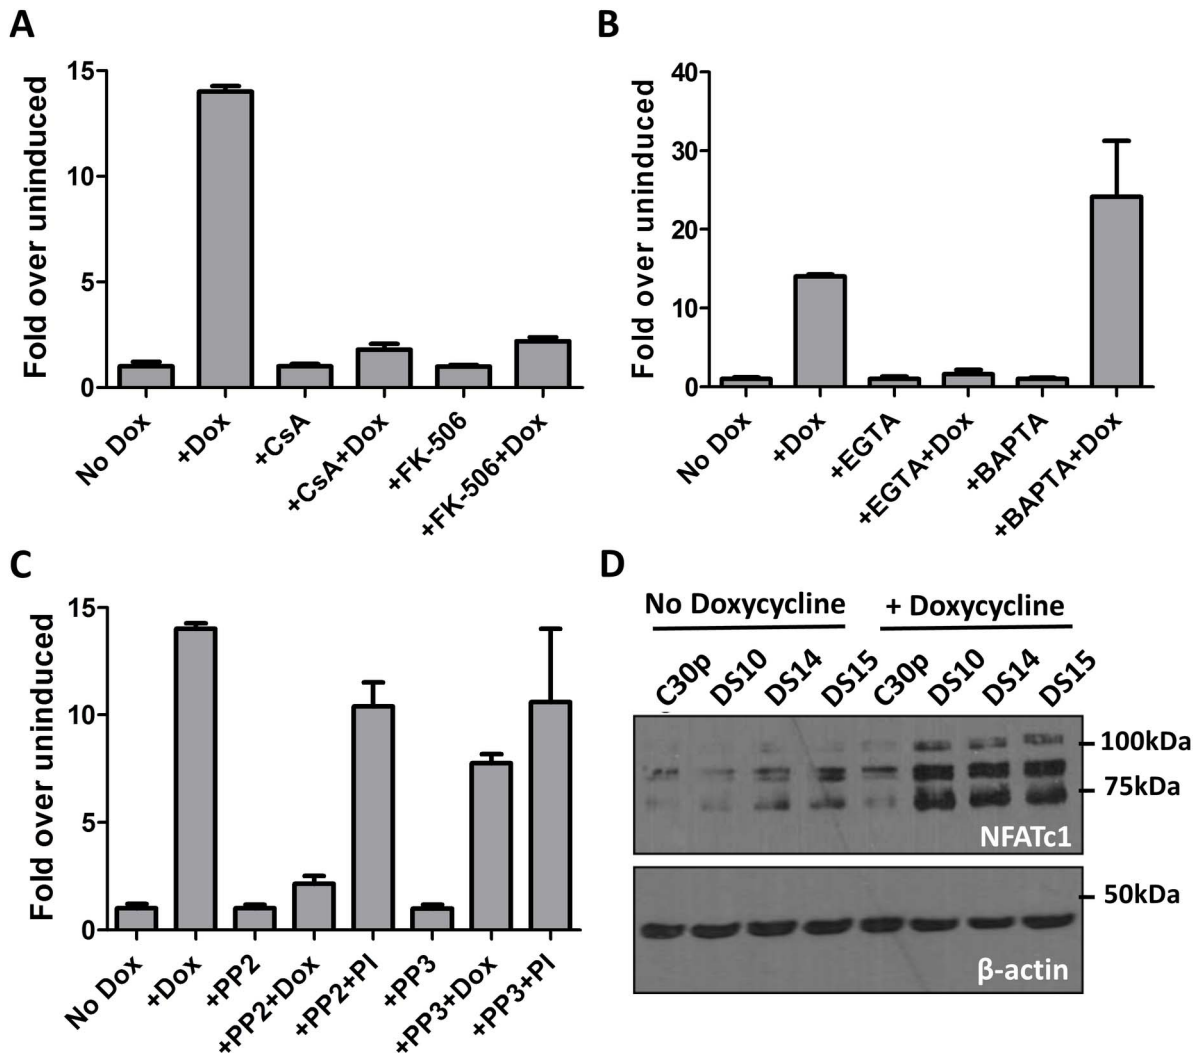 A
Fold over uninduced
15
10
5
0
No Dox
+Dox
+CsA
+CsA+Dox
+FK-506
+FK-506+Dox
B
Fold over uninduced
40
30
20
10
0
No Dox
+Dox
+EGTA
+EGTA+Dox
+BAPTA
+BAPTA+Dox
C
Fold over uninduced
15
10
5
0
No Dox
+Dox
+PP2
+PP2+Dox
+PP2+PI
+PP3
+PP3+Dox
+PP3+PI
D
No Doxycycline + Doxycycline
C30p DS10 DS14 DS15 C30p DS10 DS14 DS15
100kDa
75kDa
NFATc1
50kDa
β-actin